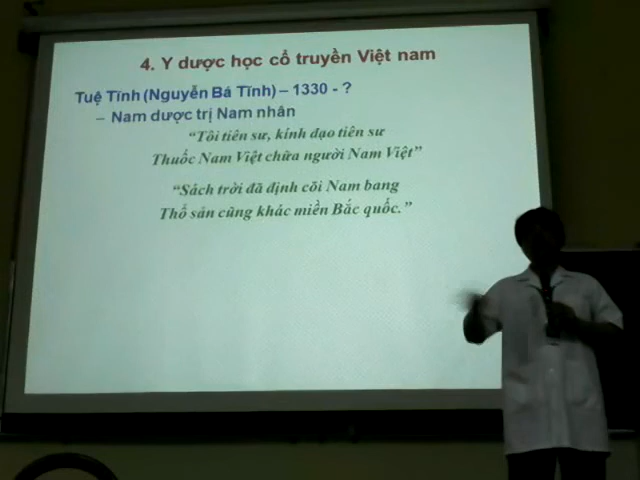 4. Y dược học cổ truyền Việt nam
Tuệ Tĩnh (Nguyễn Bá Tĩnh) – 1330 - ?
– Nam dược trị Nam nhân
“Tôi tiên sư, kính đạo tiên sư
Thuốc Nam Việt chữa người Nam Việt”
“Sách trời đã định cõi Nam bang
Thổ sản cũng khác miền Bắc quốc.”